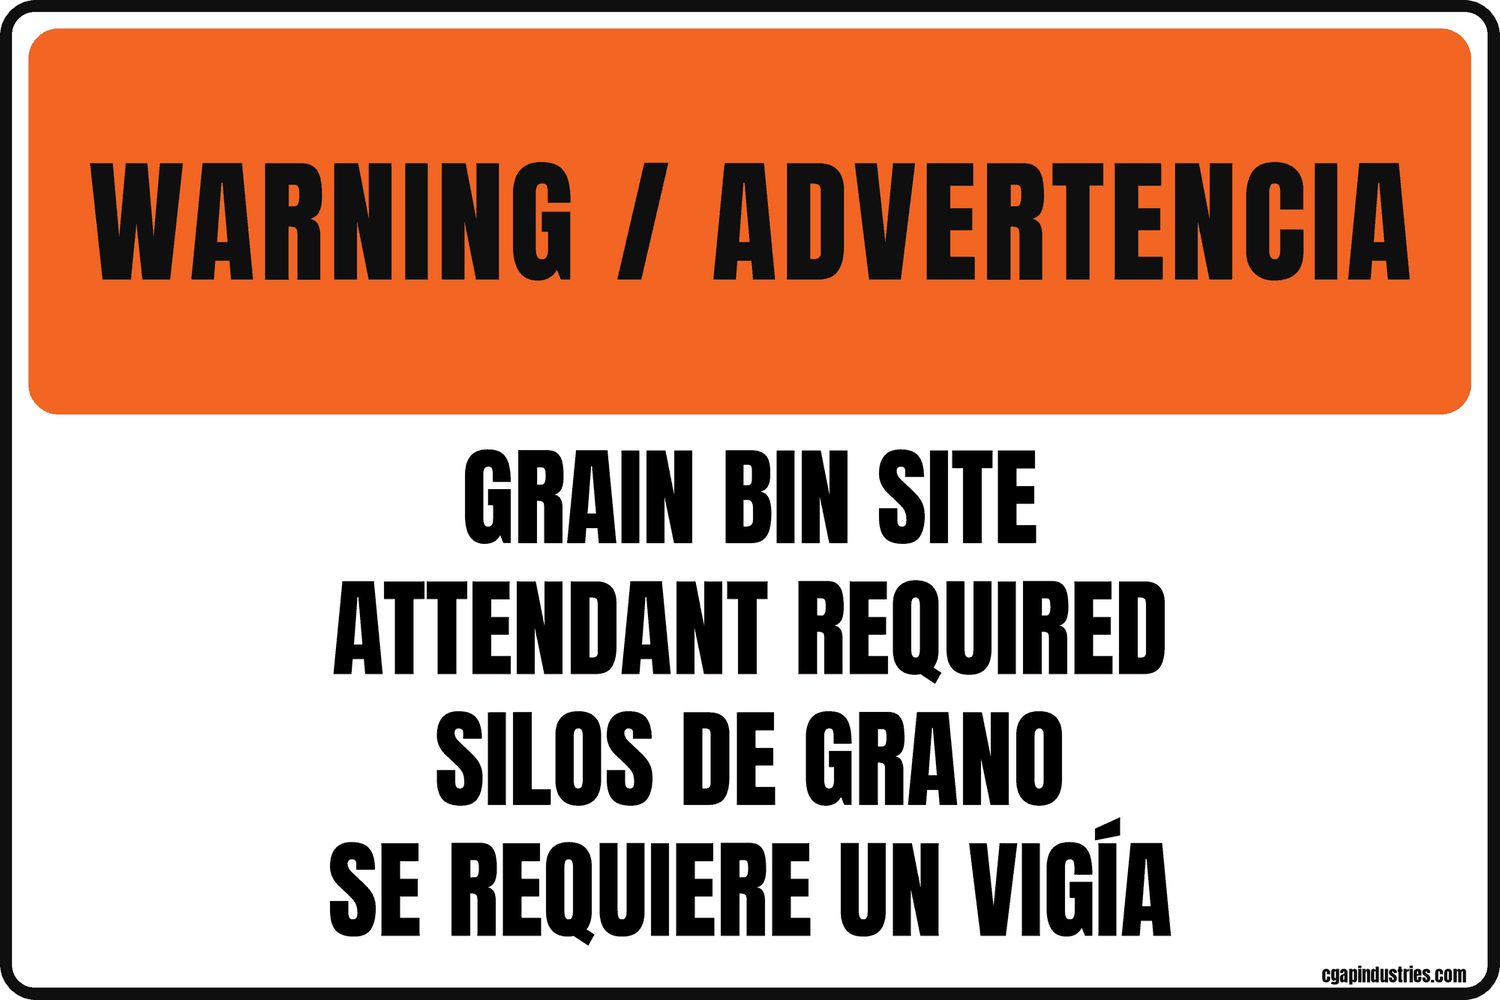 WARNING / ADVERTENCIA
GRAIN BIN SITE
ATTENDANT REQUIRED
SILOS DE GRANO
SE REQUIERE UN VIGÍA
cgapindustries.com